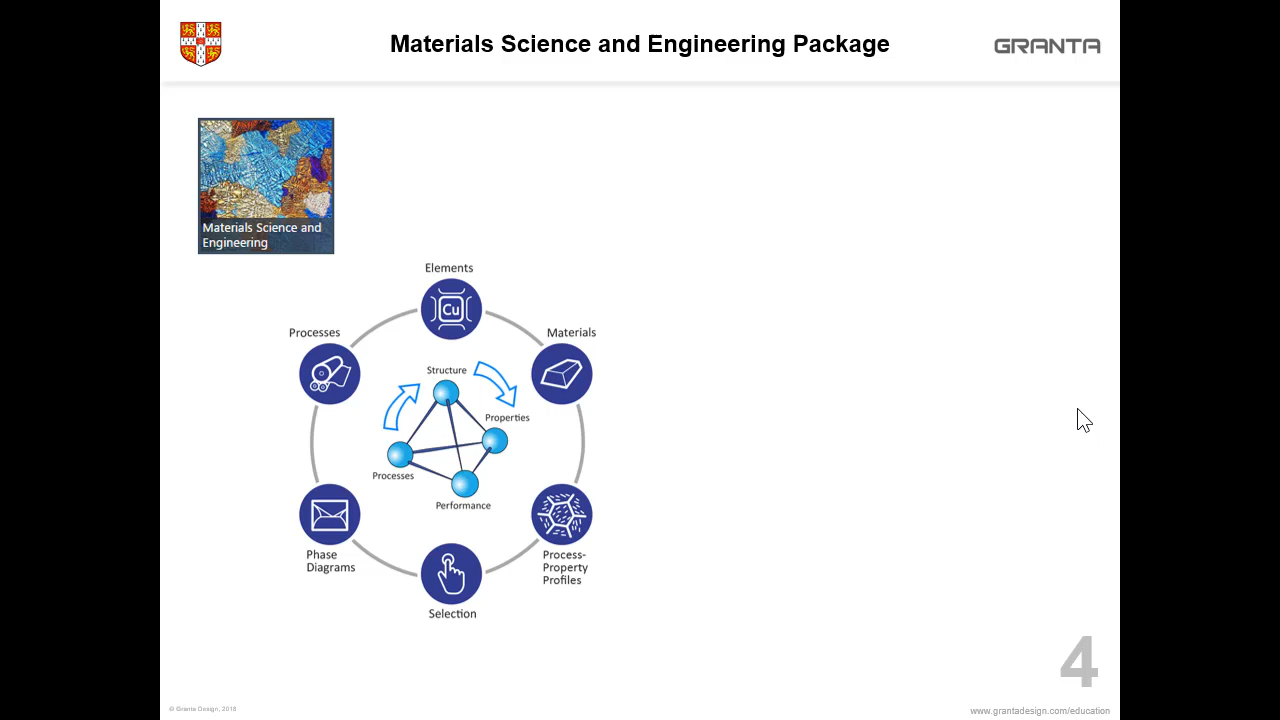 Materials Science and Engineering Package
GRANTA
Materials Science and
Engineering
Elements
Cu
Processes
Materials
Structure
Properties
Processes
Performance
Phase
Diagrams
Process-
Property
Profiles
Selection
4
© Granta Design, 2018
www.grantadesign.com/education